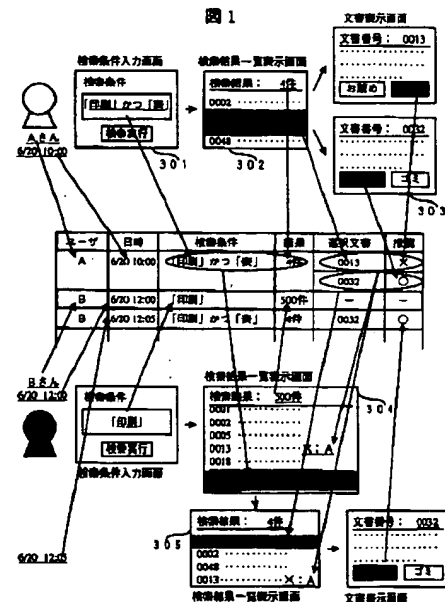 図1
検索条件入力画面
検索条件
「印刷」かつ「表」
検索実行
301
検索結果一覧表示画面
検索結果： 4件
0002
0048
302
文書表示画面
文書番号： 0013
お薦め
文書番号： 0032
ゴミ
303
Aさん
6/20 10:00
ユーザ 日時 検索条件 結果 選択文書 推薦
A 6/20 10:00 「印刷」かつ「表」 4件 0013 ×
0032 ○
B 6/20 12:00 「印刷」 500件 － －
B 6/20 12:05 「印刷」かつ「表」 4件 0032 ○
Bさん
6/20 12:00
検索条件
「印刷」
検索実行
検索条件入力画面
検索結果一覧表示画面
検索結果： 500件
0001
0002
0005
0013 ×：A
0018
304
6/20 12:05
305
検索結果： 4件
0002
0048
0013 ×：A
検索結果一覧表示画面
文書番号： 0032
ゴミ
文書表示画面